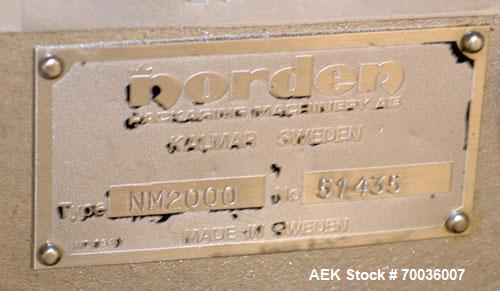 norden
PACKAGING MACHINERY AB
KALMAR SWEDEN
Type NM2000 No 51435
MADE IN SWEDEN
AEK Stock # 70036007